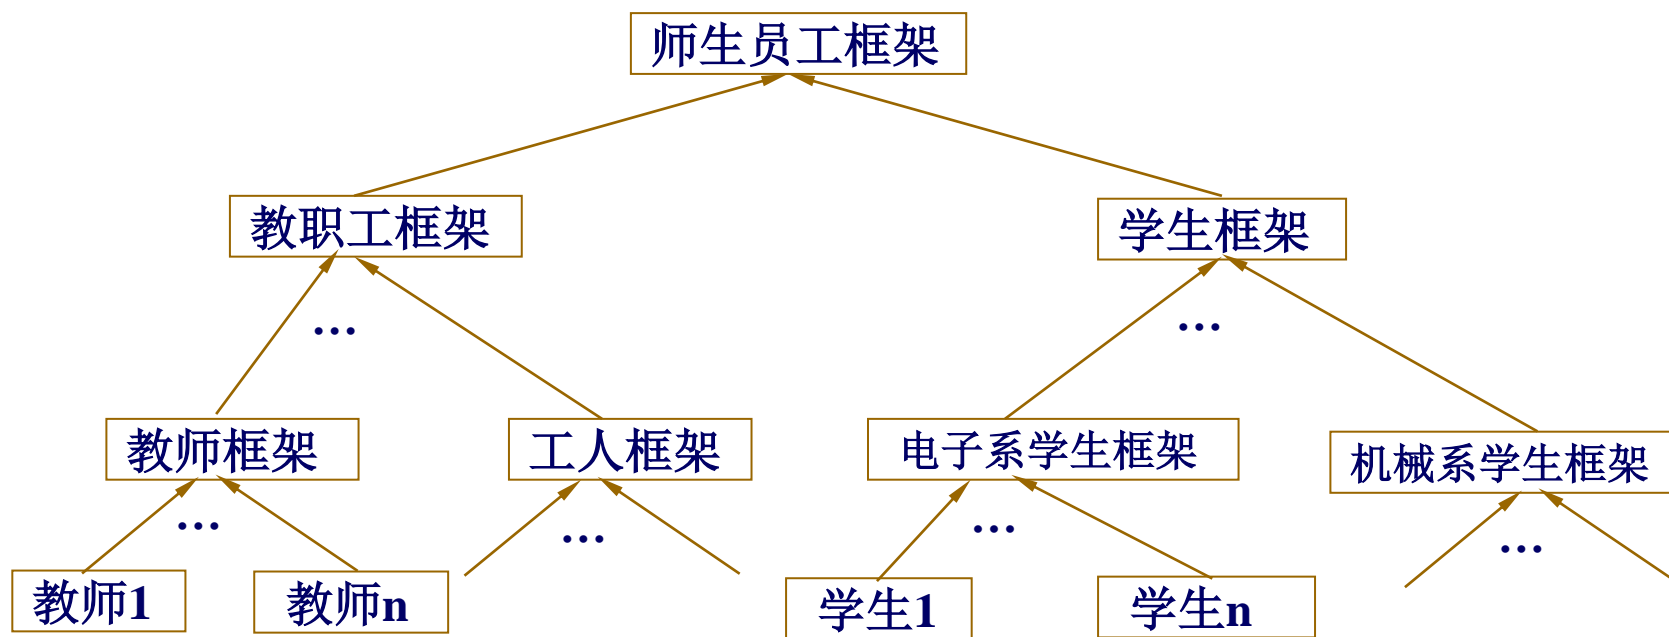 师生员工框架
教职工框架
学生框架
...
...
教师框架
工人框架
电子系学生框架
机械系学生框架
...
...
...
...
教师1
教师n
学生1
学生n